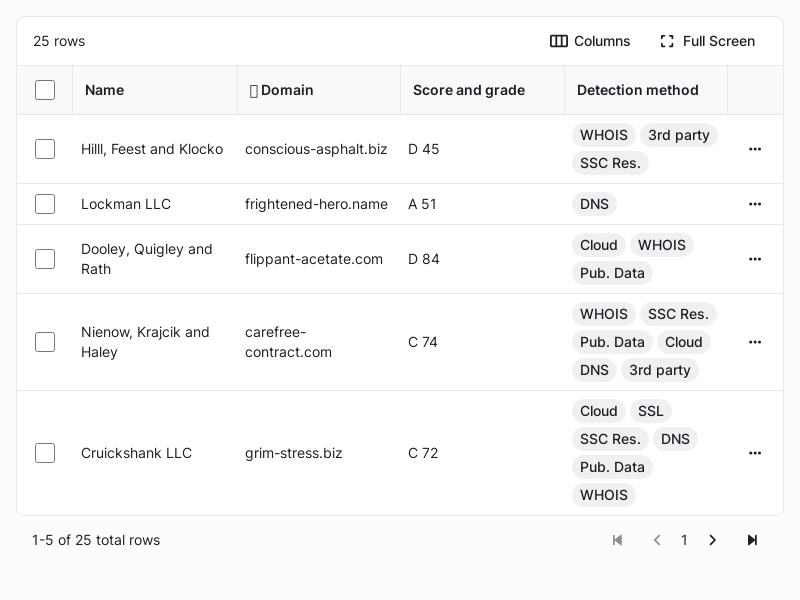 25 rows
Columns
Full Screen
Name
Domain
Score and grade
Detection method
Hilll, Feest and Klocko
conscious-asphalt.biz
D 45
WHOIS
3rd party
SSC Res.
Lockman LLC
frightened-hero.name
A 51
DNS
Dooley, Quigley and
Rath
flippant-acetate.com
D 84
Cloud
WHOIS
Pub. Data
Nienow, Krajcik and
Haley
carefree-
contract.com
C 74
WHOIS
SSC Res.
Pub. Data
Cloud
DNS
3rd party
Cruickshank LLC
grim-stress.biz
C 72
Cloud
SSL
SSC Res.
DNS
Pub. Data
WHOIS
1-5 of 25 total rows
1